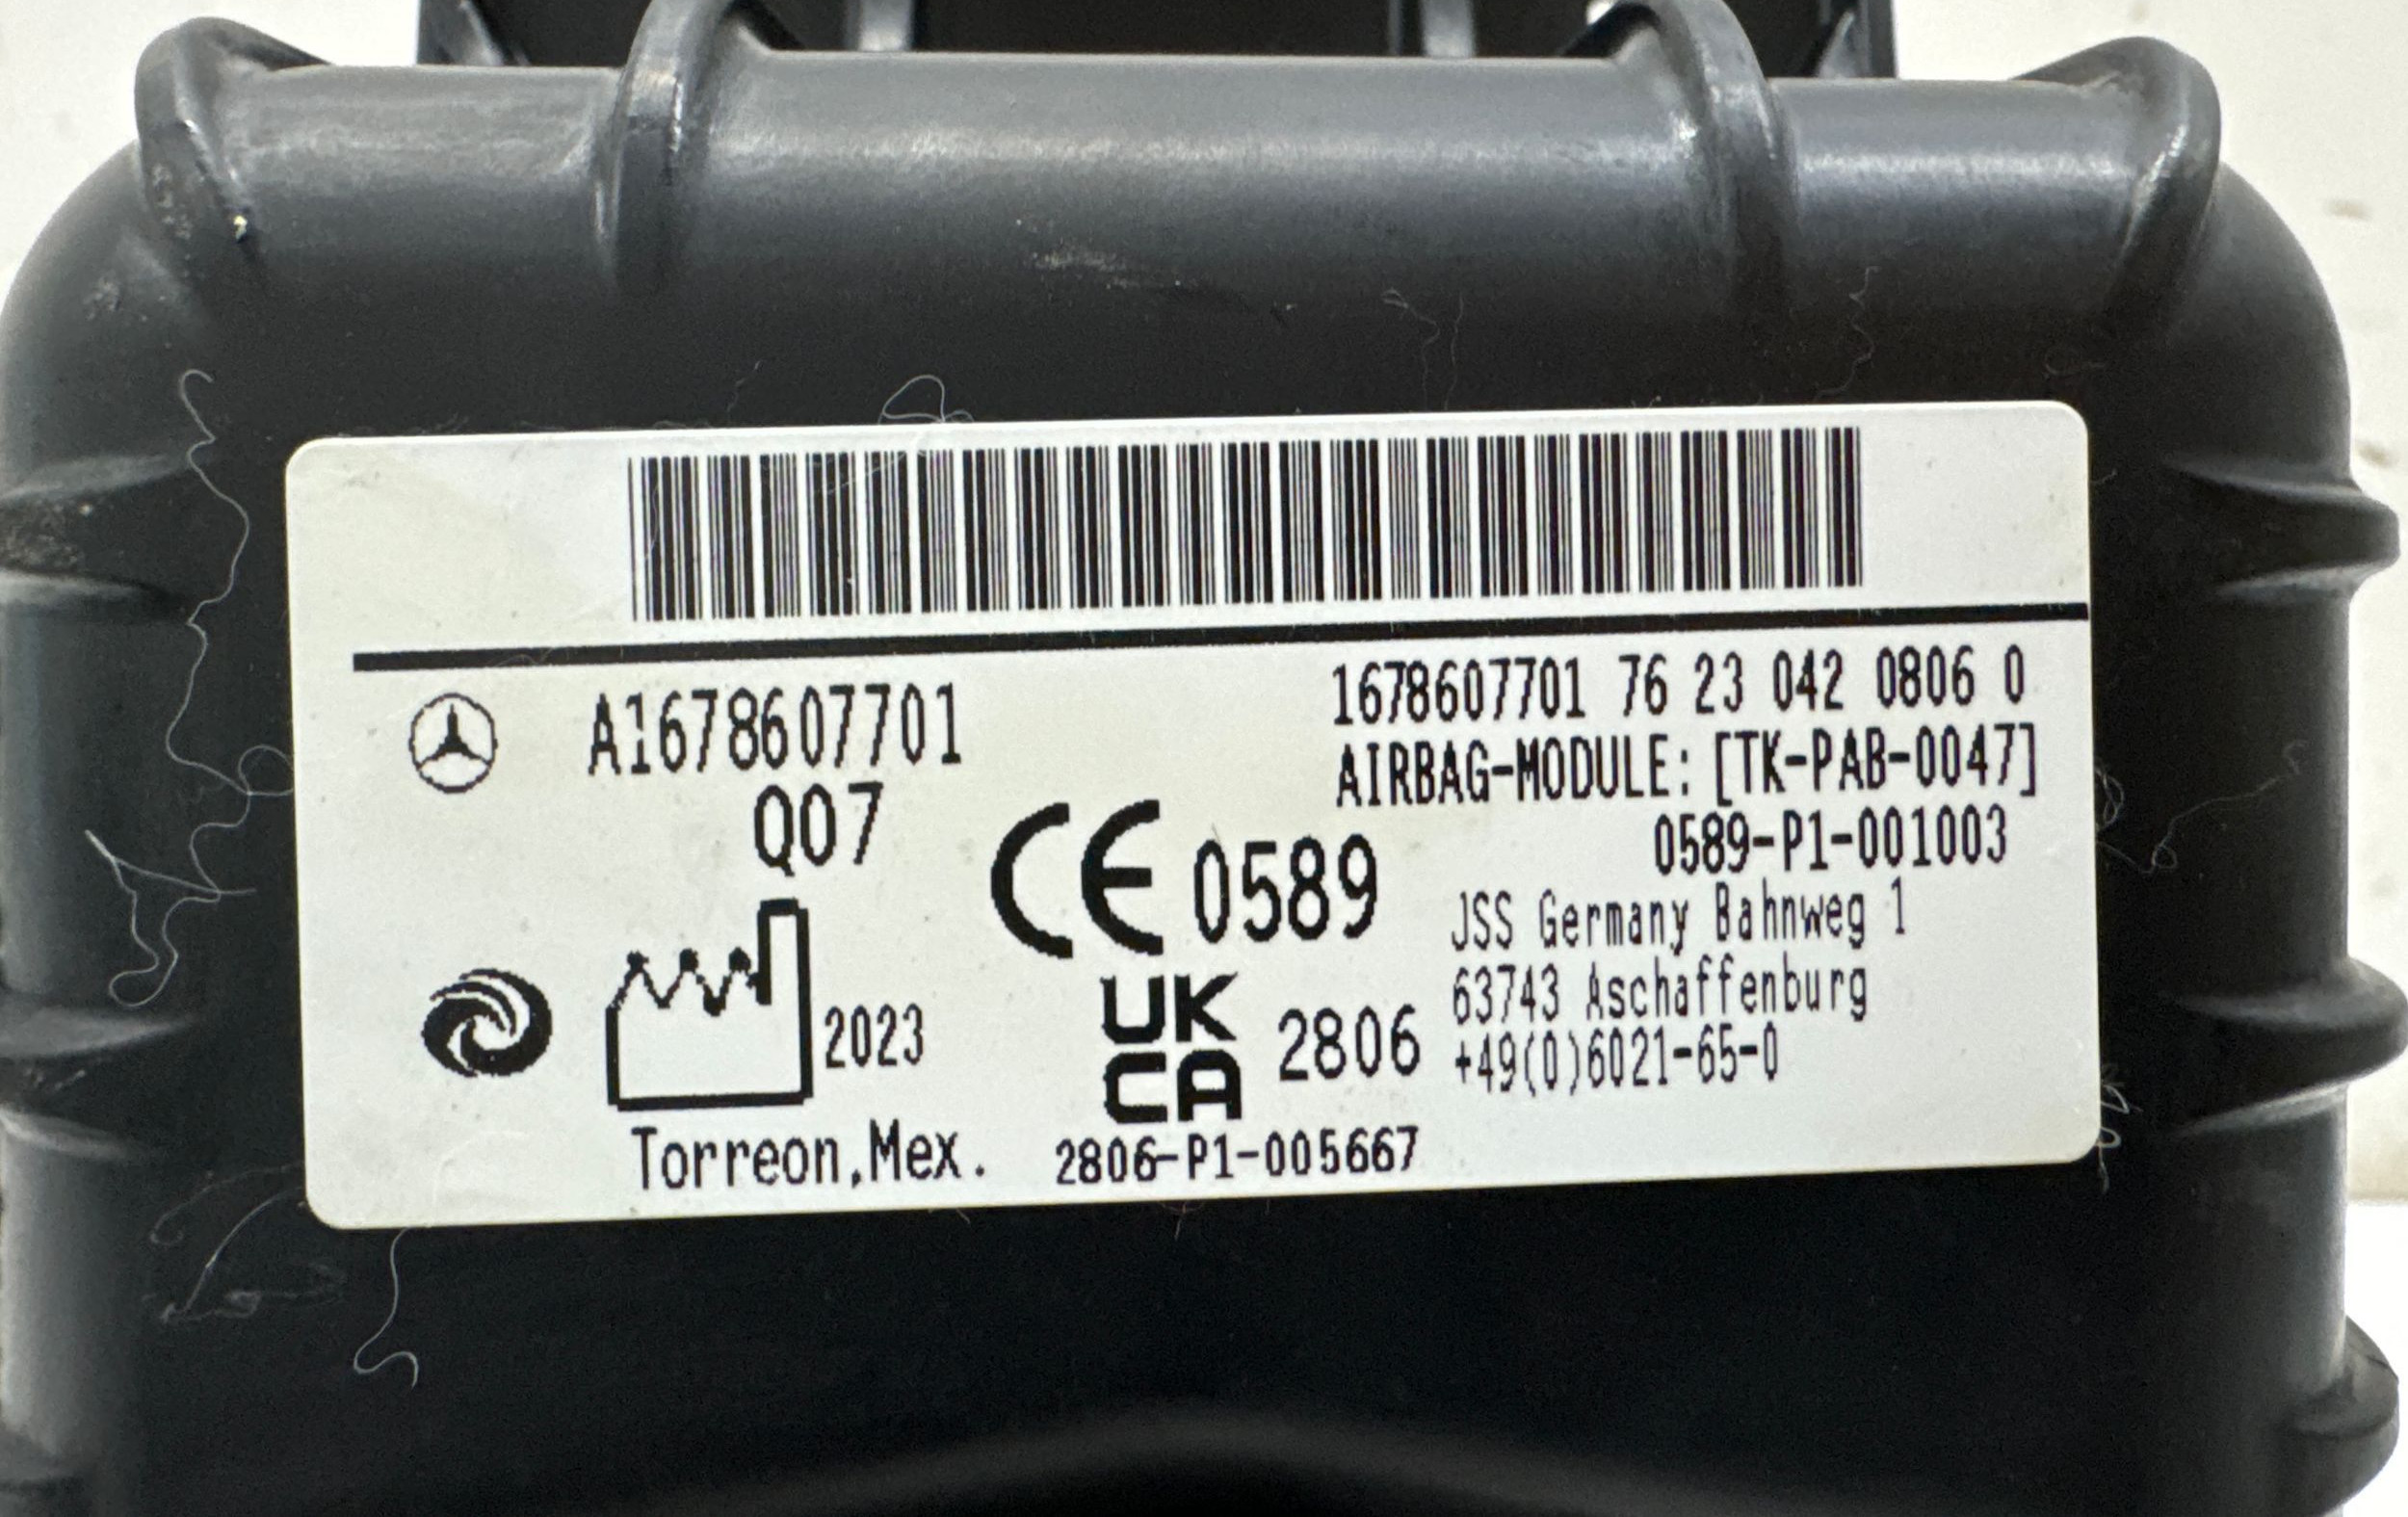 A1678607701
Q07
1678607701 76 23 042 0806 0
AIRBAG-MODULE: [TK-PAB-0047]
0589-P1-001003
CE 0589
JSS Germany Bahnweg 1
63743 Aschaffenburg
+49(0)6021-65-0
2023
UK
CA 2806
Torreon,Mex.
2806-P1-005667